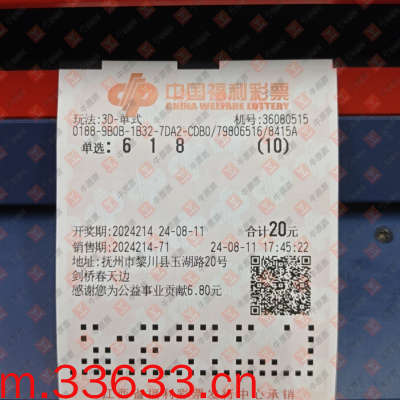 中国福利彩票
CHINA WELFARE LOTTERY
玩法:3D-单式 机号:36080515
0188-9B0B-1B32-7DA2-CDB0/79806516/8415A
单选: 6 1 8 (10)
开奖期:2024214 24-08-11 合计20元
销售期:2024214-71 24-08-11 17:45:22
地址:抚州市黎川县玉湖路20号
剑桥春天边
感谢您为公益事业贡献6.80元
m.33633.cn